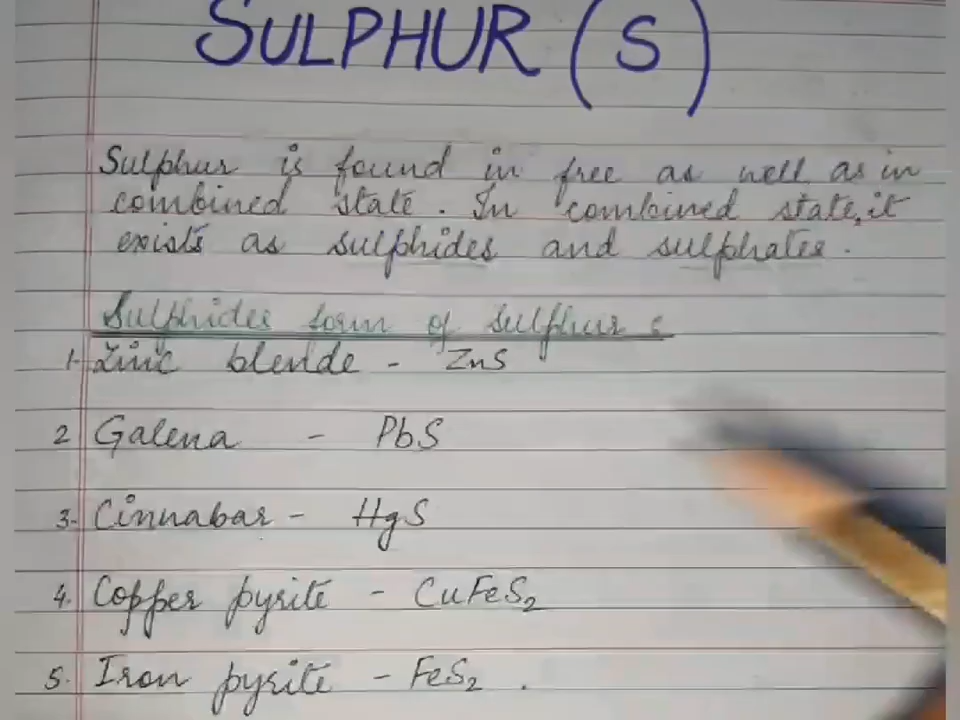 SULPHUR (S)
Sulphur is found in free as well as in
combined state. In combined state, it
exists as sulphides and sulphates.
Sulphides form of sulphur :
1. Zinc blende - ZnS
2 Galena - PbS
3. Cinnabar - HgS
4. Copper pyrite - CuFeS₂
5. Iron pyrite - FeS₂ .